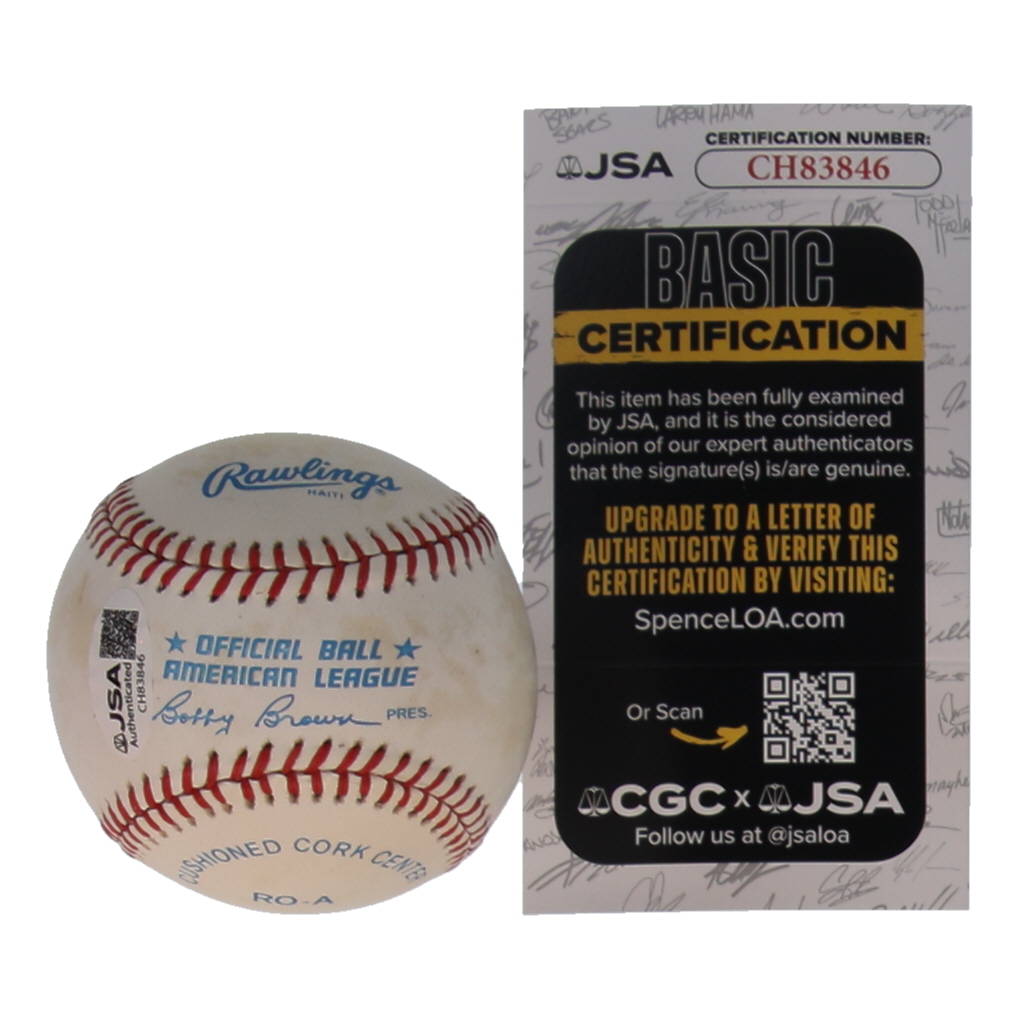 Rawlings
HAITI
OFFICIAL BALL
AMERICAN LEAGUE
Bobby Brown PRES.
JSA
Authenticated
CH83846
CUSHIONED CORK CENTER
RO-A
LARRY HAMA
CERTIFICATION NUMBER:
JSA CH83846
BASIC
CERTIFICATION
This item has been fully examined
by JSA, and it is the considered
opinion of our expert authenticators
that the signature(s) is/are genuine.
UPGRADE TO A LETTER OF
AUTHENTICITY & VERIFY THIS
CERTIFICATION BY VISITING:
SpenceLOA.com
Or Scan
CGC x JSA
Follow us at @jsaloa